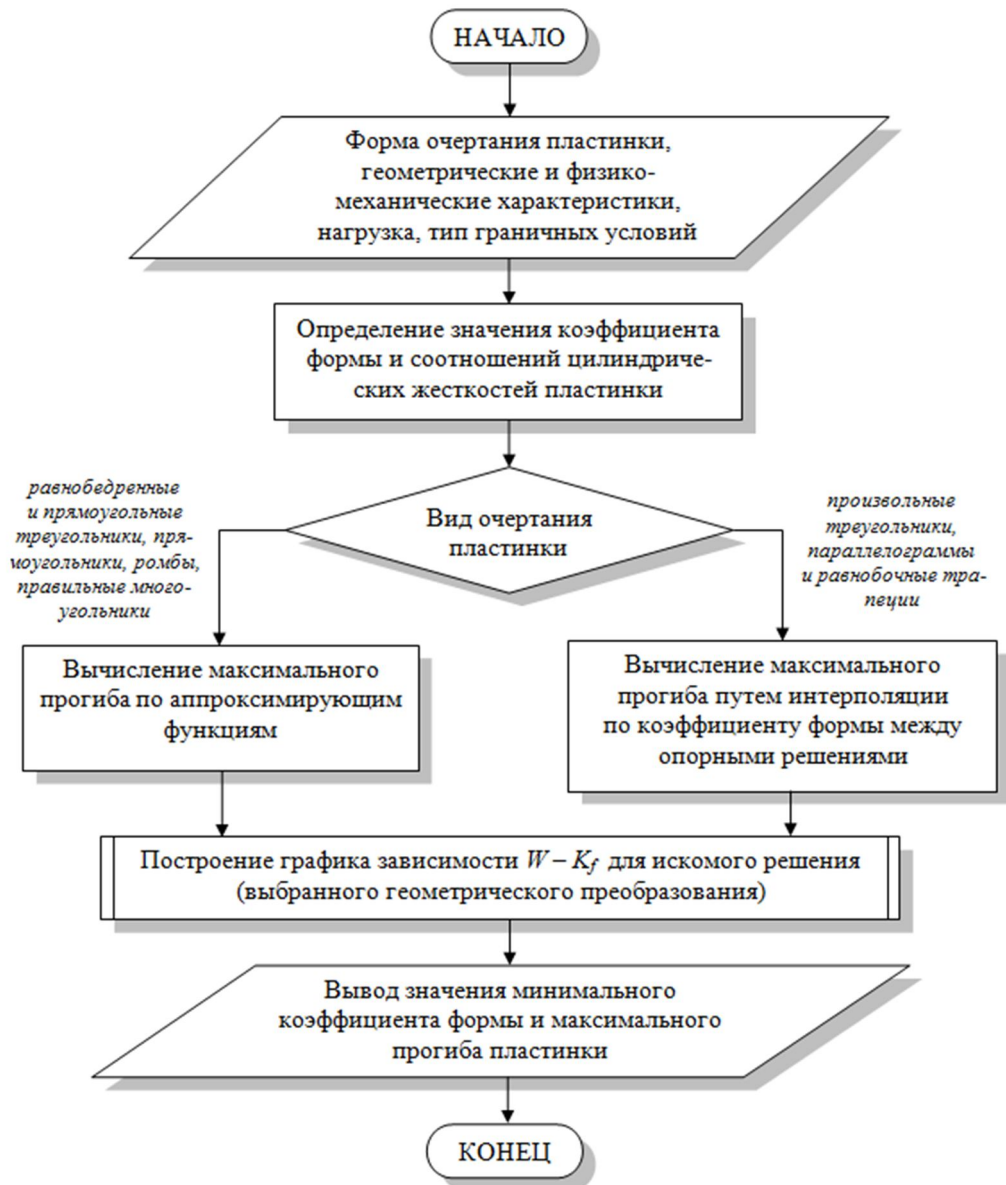 НАЧАЛО
Форма очертания пластинки,
геометрические и физико-
механические характеристики,
нагрузка, тип граничных условий
Определение значения коэффициента
формы и соотношений цилиндриче-
ских жесткостей пластинки
равнобедренные
и прямоугольные
треугольники, пря-
моугольники, ромбы,
правильные много-
угольники
Вид очертания
пластинки
произвольные
треугольники,
параллелограммы
и равнобочные тра-
пеции
Вычисление максимального
прогиба по аппроксимирующим
функциям
Вычисление максимального
прогиба путем интерполяции
по коэффициенту формы между
опорными решениями
Построение графика зависимости W – K_f для искомого решения
(выбранного геометрического преобразования)
Вывод значения минимального
коэффициента формы и максимального
прогиба пластинки
КОНЕЦ